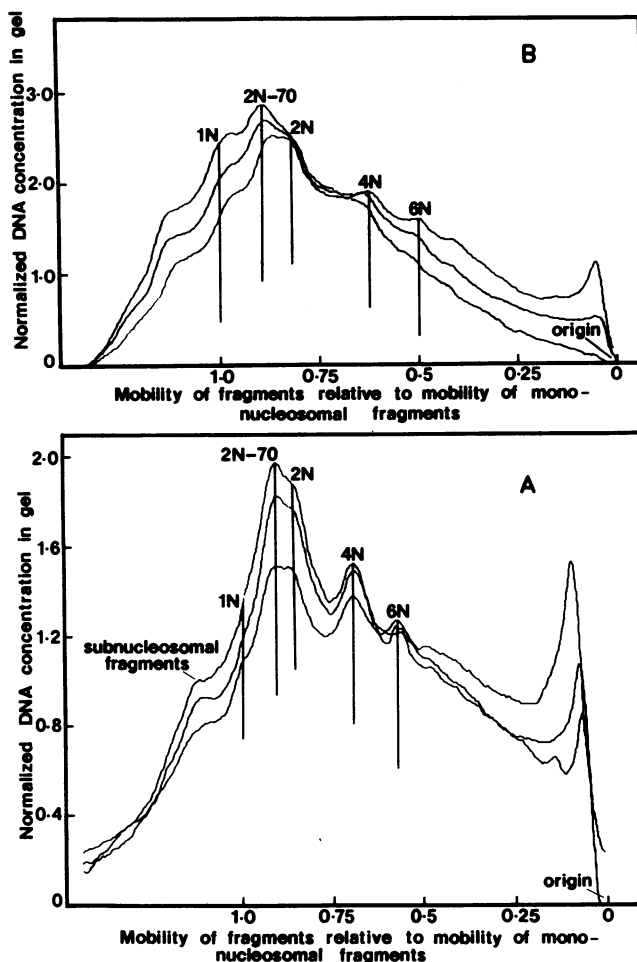 B
Normalized DNA concentration in gel
3·0
2·0
1·0
0
1N
2N-70
2N
4N
6N
origin
1·0
0·75
0·5
0·25
0
Mobility of fragments relative to mobility of mono-
nucleosomal fragments
A
Normalized DNA concentration in gel
2·0
1·6
1·2
0·8
0·4
0
2N-70
2N
1N
4N
6N
subnucleosomal
fragments
origin
1·0
0·75
0·5
0·25
0
Mobility of fragments relative to mobility of mono-
nucleosomal fragments